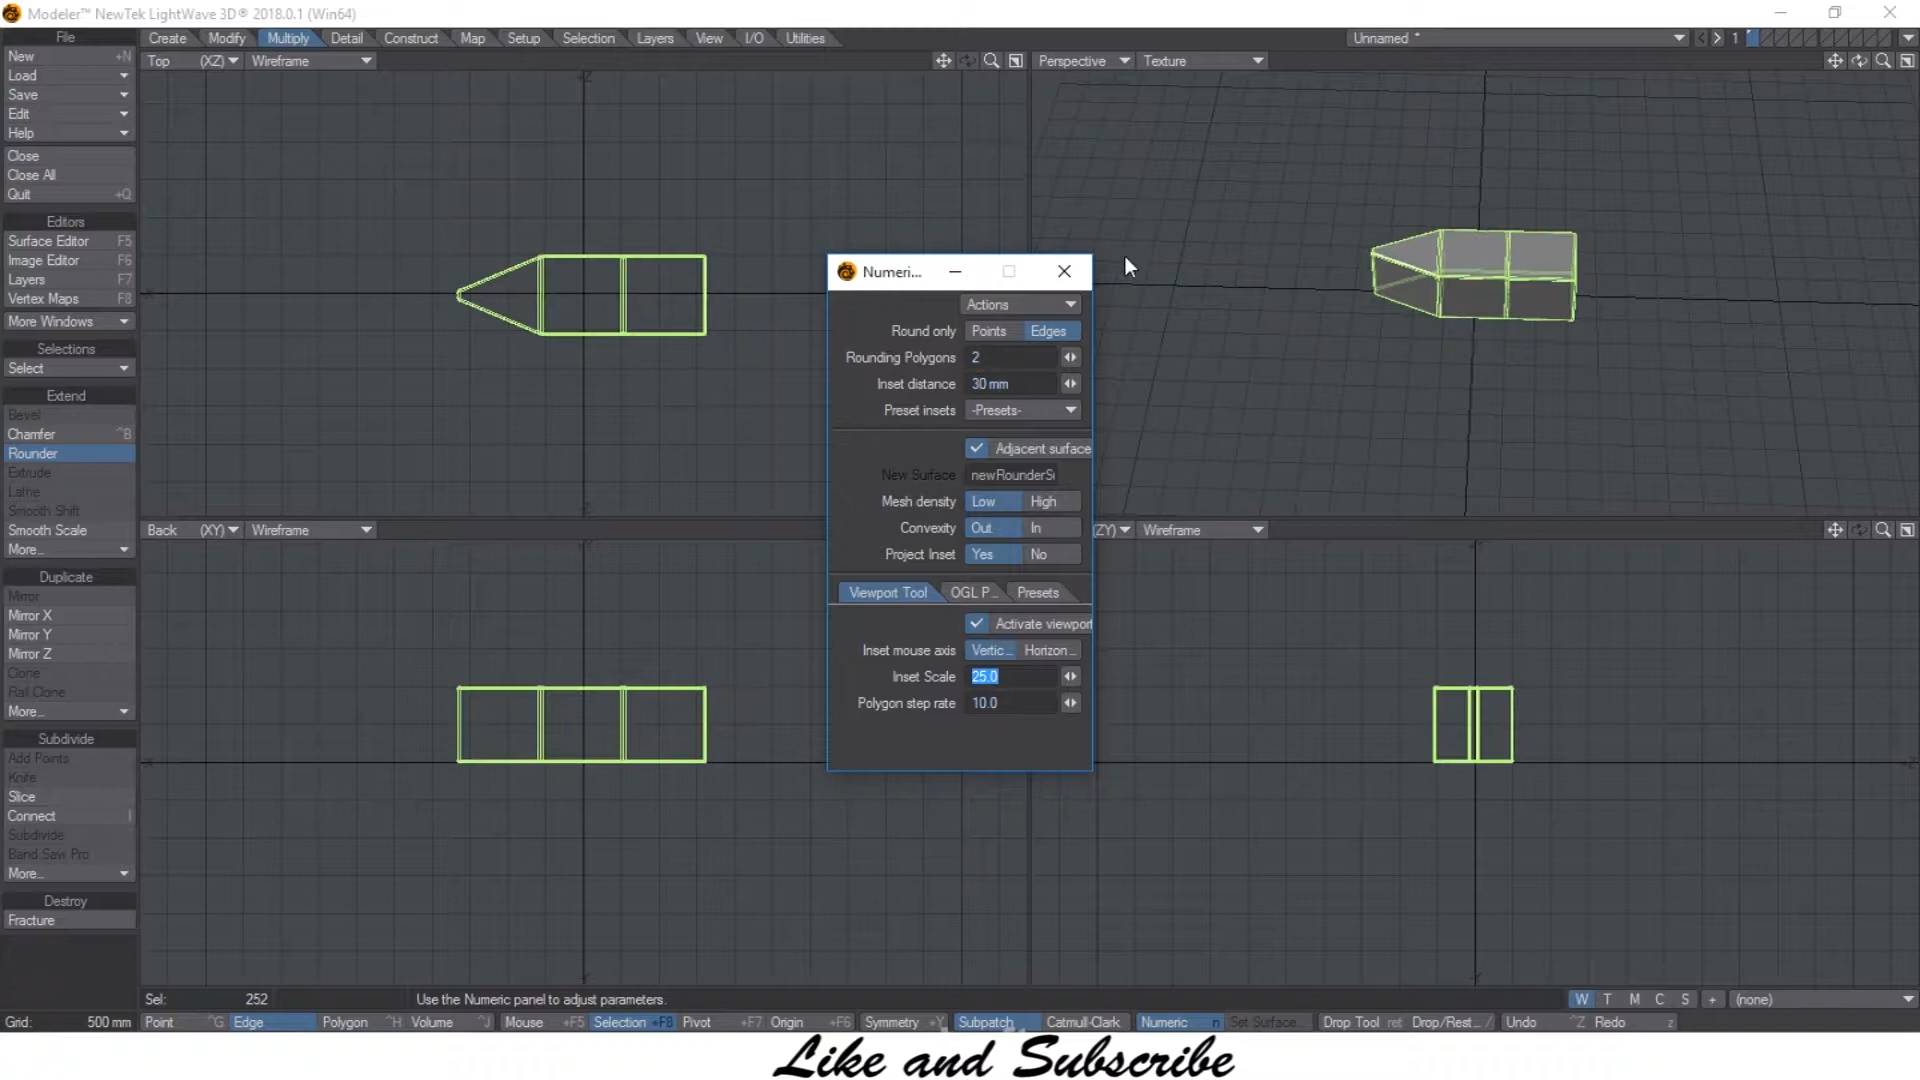 Modeler™ NewTek LightWave 3D® 2018.0.1 (Win64)
File
Create Modify Multiply Detail Construct Map Setup Selection Layers View I/O Utilities
Unnamed * 1
New +N
Load
Save
Edit
Help
Close
Close All
Quit +Q
Editors
Surface Editor F5
Image Editor F6
Layers F7
Vertex Maps F8
More Windows
Selections
Select
Extend
Bevel
Chamfer ^B
Rounder
Extrude
Lathe
Smooth Shift
Smooth Scale
More...
Duplicate
Mirror
Mirror X
Mirror Y
Mirror Z
Clone
Rail Clone
More...
Subdivide
Add Points
Knife
Slice
Connect l
Subdivide
Band Saw Pro
More...
Destroy
Fracture
Top (XZ) Wireframe
Perspective Texture
Back (XY) Wireframe
(ZY) Wireframe
Numeri...
Actions
Round only Points Edges
Rounding Polygons 2
Inset distance 30 mm
Preset insets -Presets-
Adjacent surface
New Surface newRounderS
Mesh density Low High
Convexity Out In
Project Inset Yes No
Viewport Tool OGL P... Presets
Activate viewport
Inset mouse axis Vertic... Horizon...
Inset Scale 25.0
Polygon step rate 10.0
Sel: 252 Use the Numeric panel to adjust parameters. W T M C S + (none)
Grid: 500 mm Point ^G Edge Polygon ^H Volume ^J Mouse +F5 Selection +F8 Pivot +F7 Origin +F6 Symmetry +Y Subpatch Catmull-Clark Numeric n Set Surface... Drop Tool ret Drop/Rest... / Undo ^Z Redo z
Like and Subscribe